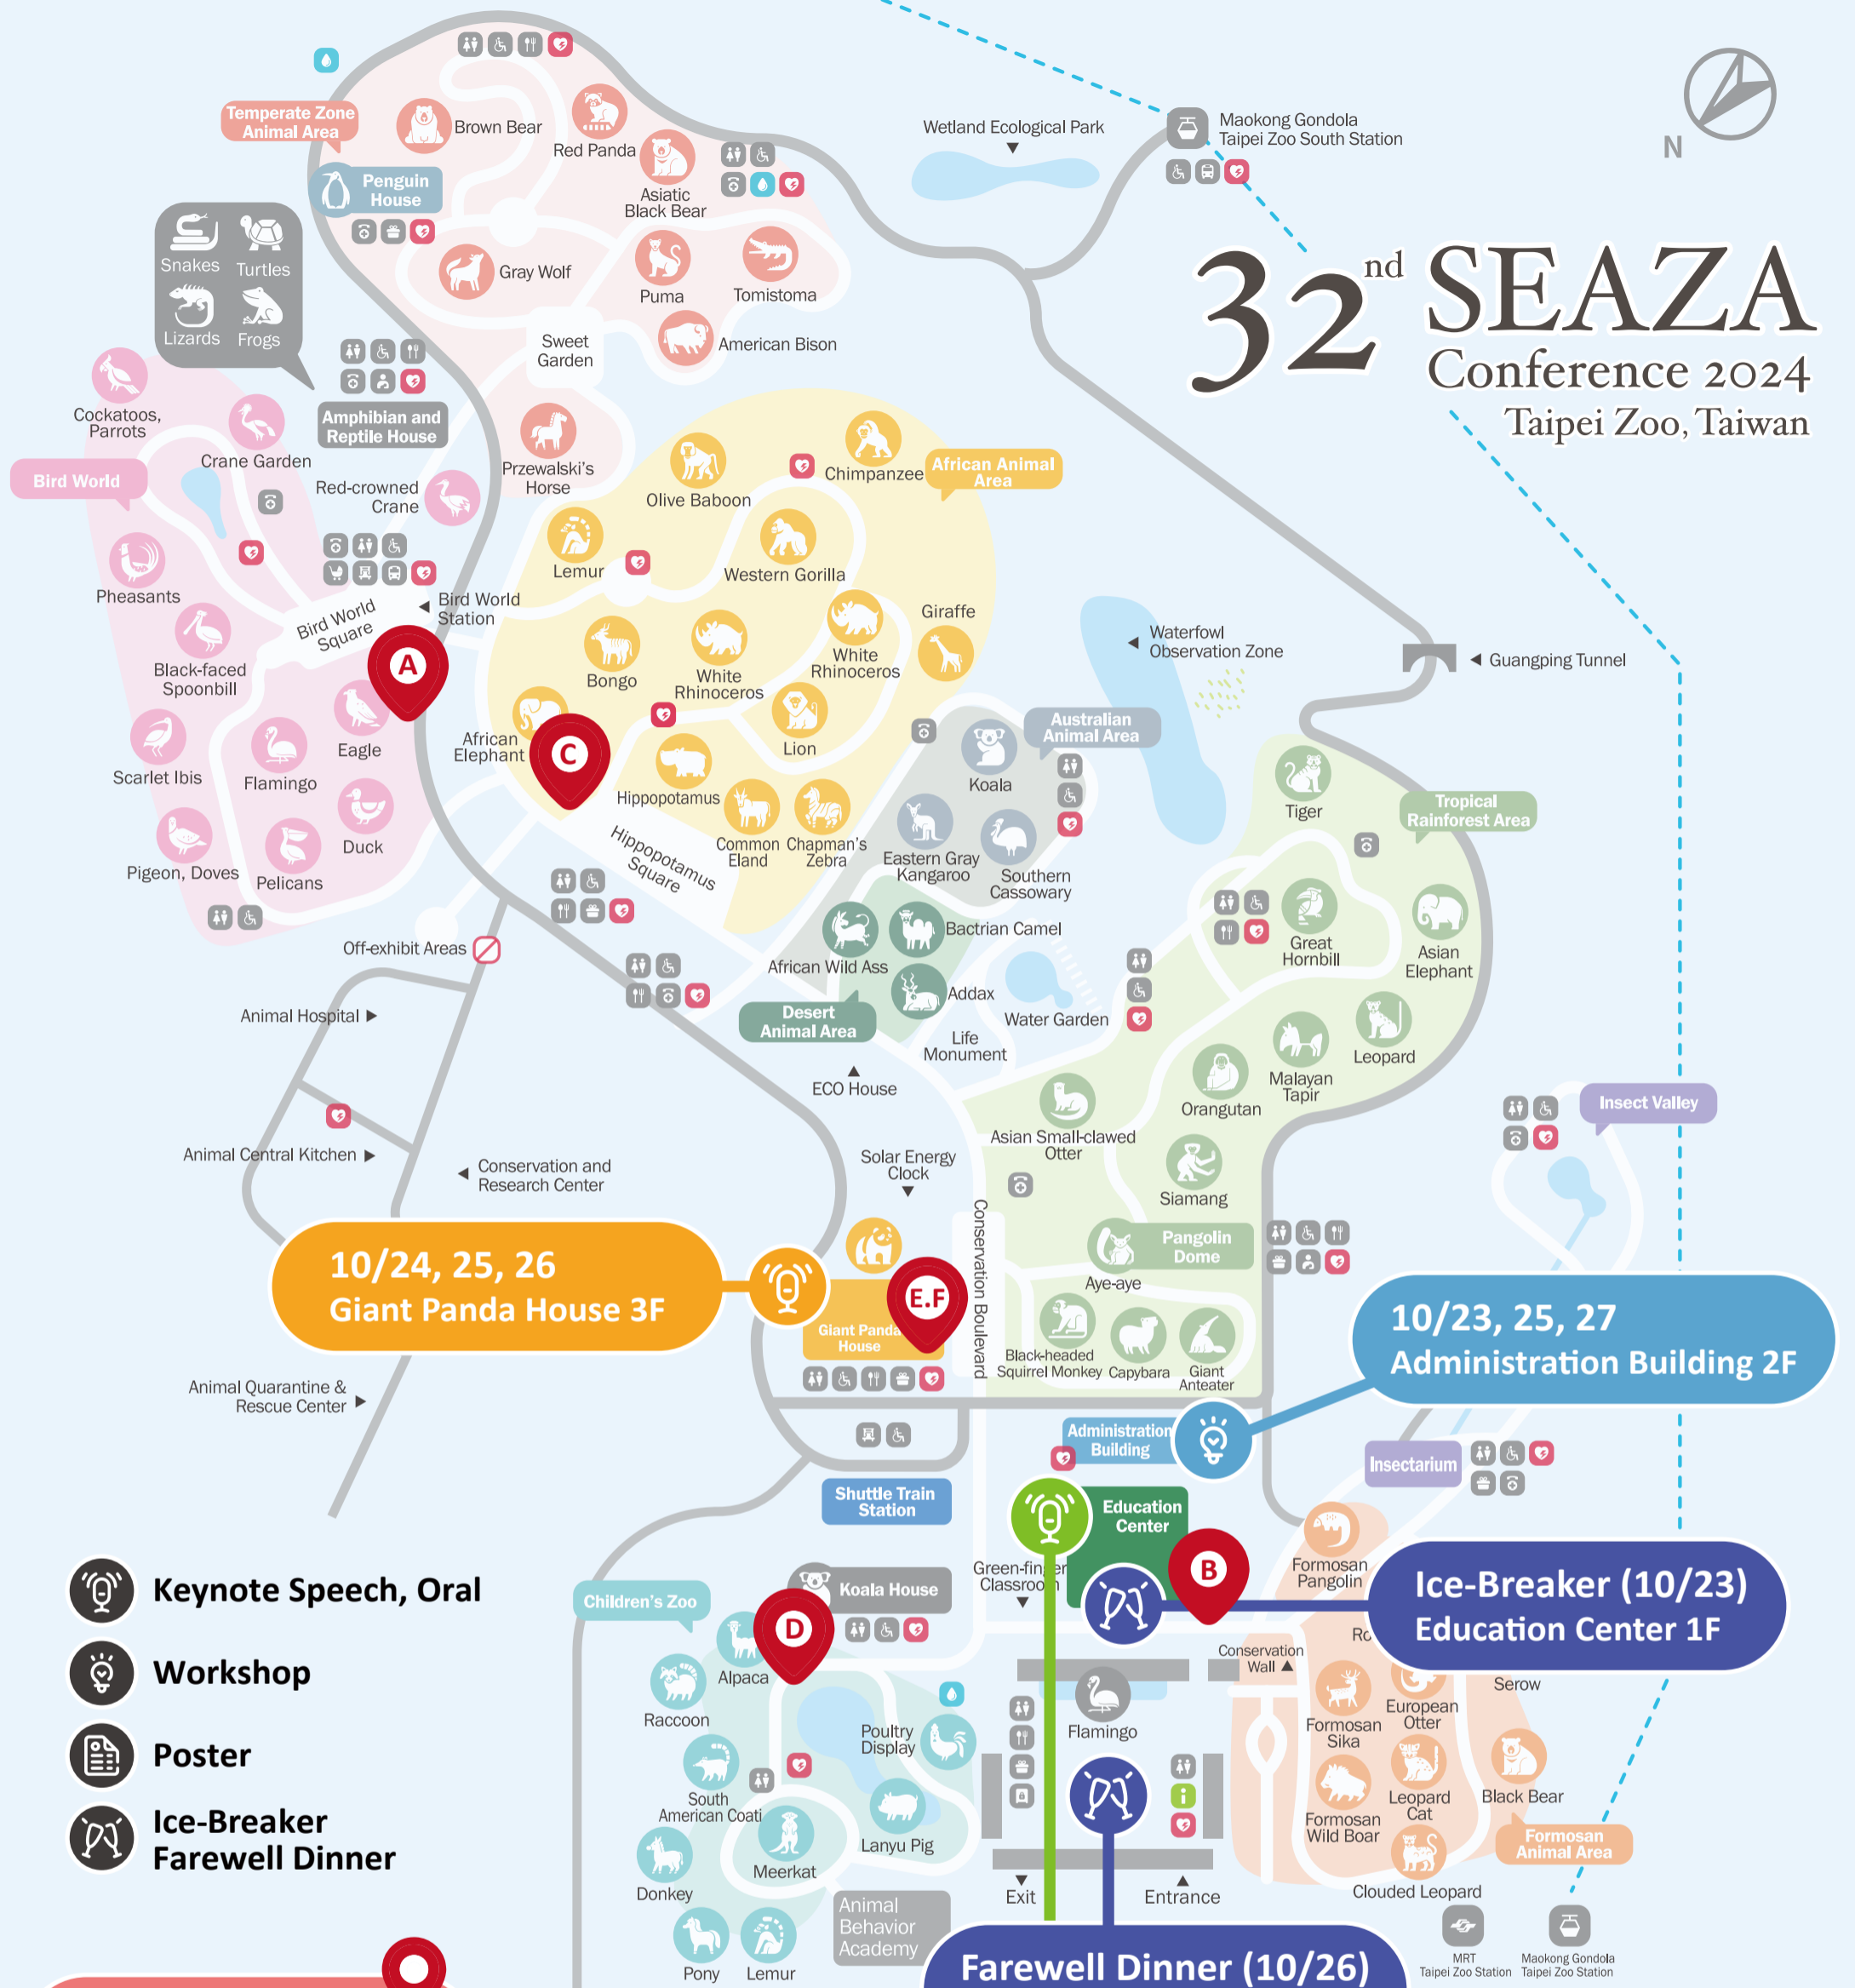 Temperate Zone
Animal Area
Brown Bear
Red Panda
Asiatic
Black Bear
Penguin
House
Gray Wolf
Puma
Tomistoma
American Bison
Sweet
Garden
Przewalski's
Horse
Wetland Ecological Park
Maokong Gondola
Taipei Zoo South Station
N
32nd SEAZA
Conference 2024
Taipei Zoo, Taiwan
Snakes
Turtles
Lizards
Frogs
Amphibian and
Reptile House
Cockatoos,
Parrots
Crane Garden
Bird World
Red-crowned
Crane
Pheasants
Bird World
Square
Bird World
Station
A
Black-faced
Spoonbill
Eagle
Scarlet Ibis
Flamingo
Duck
Pigeon, Doves
Pelicans
Olive Baboon
Chimpanzee
African Animal
Area
Lemur
Western Gorilla
Bongo
White
Rhinoceros
White
Rhinoceros
Giraffe
African
Elephant
C
Lion
Hippopotamus
Common
Eland
Chapman's
Zebra
Hippopotamus
Square
Waterfowl
Observation Zone
Guangping Tunnel
Australian
Animal Area
Koala
Eastern Gray
Kangaroo
Southern
Cassowary
Bactrian Camel
African Wild Ass
Addax
Desert
Animal Area
Life
Monument
Water Garden
ECO House
Tiger
Tropical
Rainforest Area
Great
Hornbill
Asian
Elephant
Leopard
Malayan
Tapir
Orangutan
Asian Small-clawed
Otter
Siamang
Pangolin
Dome
Aye-aye
Black-headed
Squirrel Monkey
Capybara
Giant
Anteater
Off-exhibit Areas
Animal Hospital
Animal Central Kitchen
Conservation and
Research Center
Solar Energy
Clock
Conservation Boulevard
10/24, 25, 26
Giant Panda House 3F
E.F
Giant Panda
House
Animal Quarantine &
Rescue Center
Insect Valley
10/23, 25, 27
Administration Building 2F
Administration
Building
Insectarium
Shuttle Train
Station
Education
Center
Green-finger
Classroom
B
Formosan
Pangolin
Ice-Breaker (10/23)
Education Center 1F
Children's Zoo
Koala House
D
Alpaca
Raccoon
Poultry
Display
South
American Coati
Lanyu Pig
Meerkat
Donkey
Pony
Lemur
Animal
Behavior
Academy
Conservation
Wall
Flamingo
Exit
Entrance
Serow
Formosan
Sika
European
Otter
Formosan
Wild Boar
Leopard
Cat
Black Bear
Clouded Leopard
Formosan
Animal Area
MRT
Taipei Zoo Station
Maokong Gondola
Taipei Zoo Station
Keynote Speech, Oral
Workshop
Poster
Ice-Breaker
Farewell Dinner
Farewell Dinner (10/26)